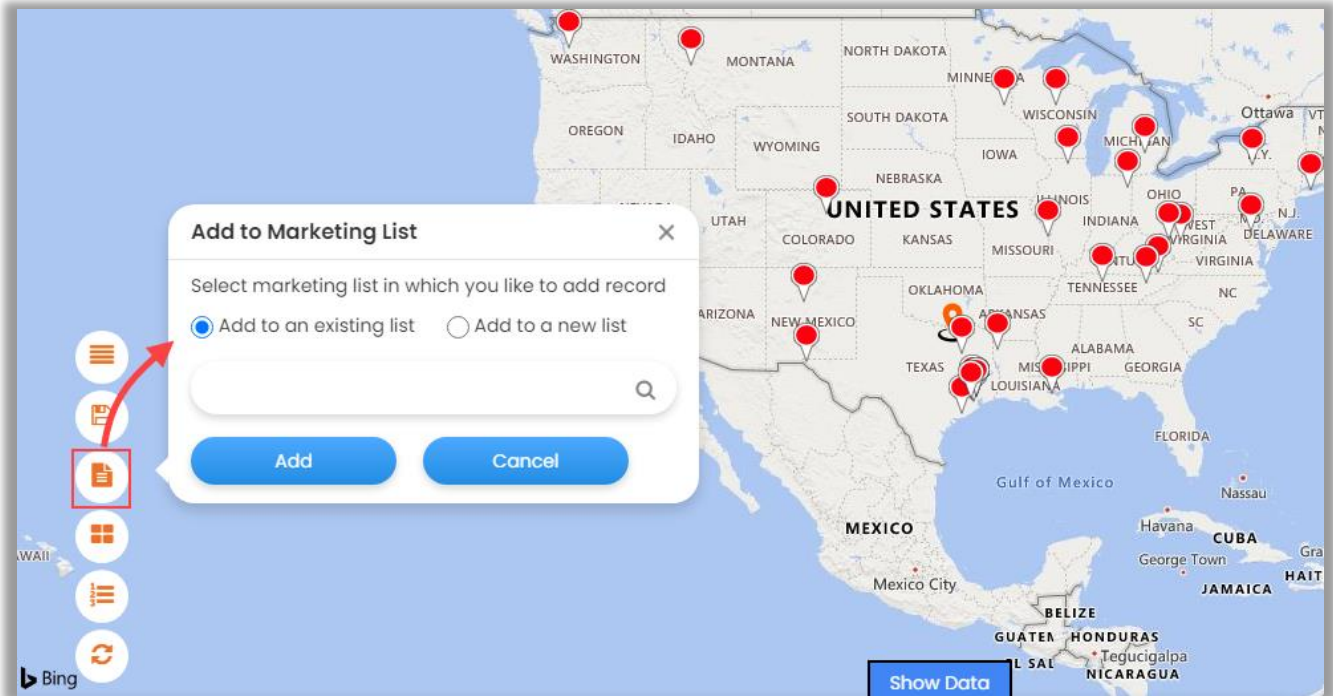 WASHINGTON
MONTANA
NORTH DAKOTA
OREGON
IDAHO
WYOMING
SOUTH DAKOTA
WISCONSIN
Ottawa
VT
IOWA
NEBRASKA
UNITED STATES
OHIO
PA
N.J.
UTAH
COLORADO
KANSAS
MISSOURI
INDIANA
WEST
VIRGINIA
DELAWARE
VIRGINIA
OKLAHOMA
TENNESSEE
NC
ARIZONA
NEW MEXICO
SC
TEXAS
ALABAMA
GEORGIA
LOUISIANA
FLORIDA
Gulf of Mexico
Nassau
Add to Marketing List
Select marketing list in which you like to add record
Add to an existing list
Add to a new list
Add
Cancel
MEXICO
Mexico City
Havana
CUBA
George Town
JAMAICA
BELIZE
HONDURAS
Tegucigalpa
NICARAGUA
Bing
Show Data